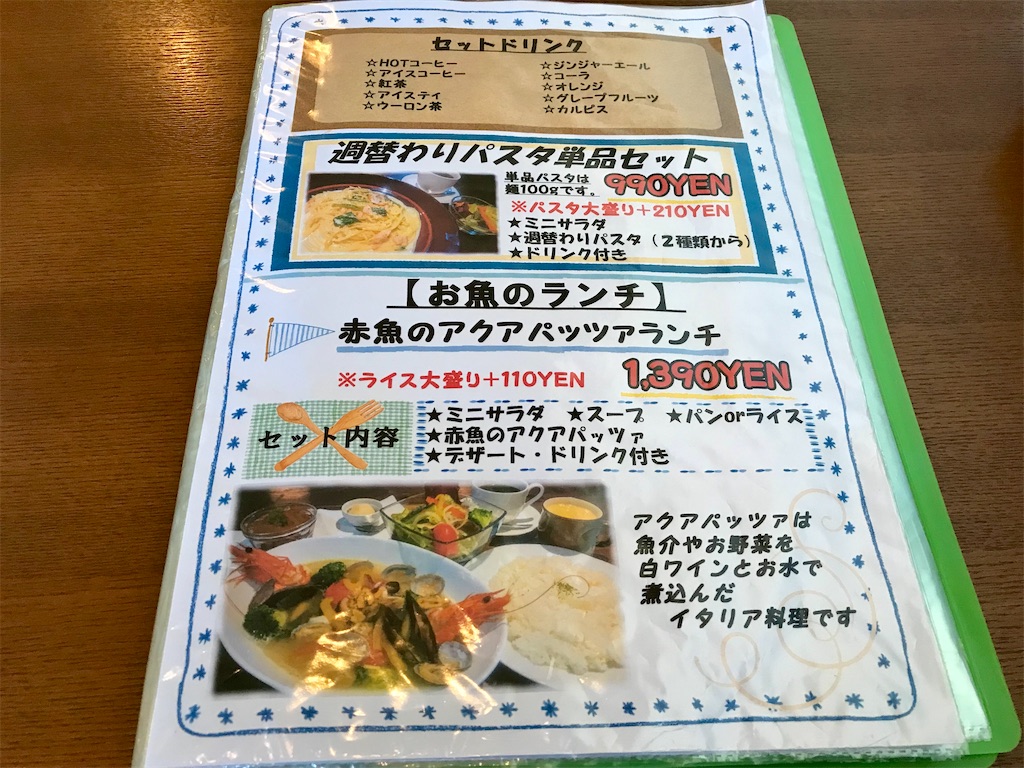 セットドリンク
☆HOTコーヒー
☆アイスコーヒー
☆紅茶
☆アイスティ
☆ウーロン茶
☆ジンジャーエール
☆コーラ
☆オレンジ
☆グレープフルーツ
☆カルピス
週替わりパスタ単品セット
単品パスタは
麺100gです。
990YEN
※パスタ大盛り+210YEN
★ミニサラダ
★週替わりパスタ（２種類から）
★ドリンク付き
【お魚のランチ】
赤魚のアクアパッツァランチ
※ライス大盛り+110YEN
1,390YEN
セット内容
★ミニサラダ ★スープ ★パンorライス
★赤魚のアクアパッツァ
★デザート・ドリンク付き
アクアパッツァは
魚介やお野菜を
白ワインとお水で
煮込んだ
イタリア料理です